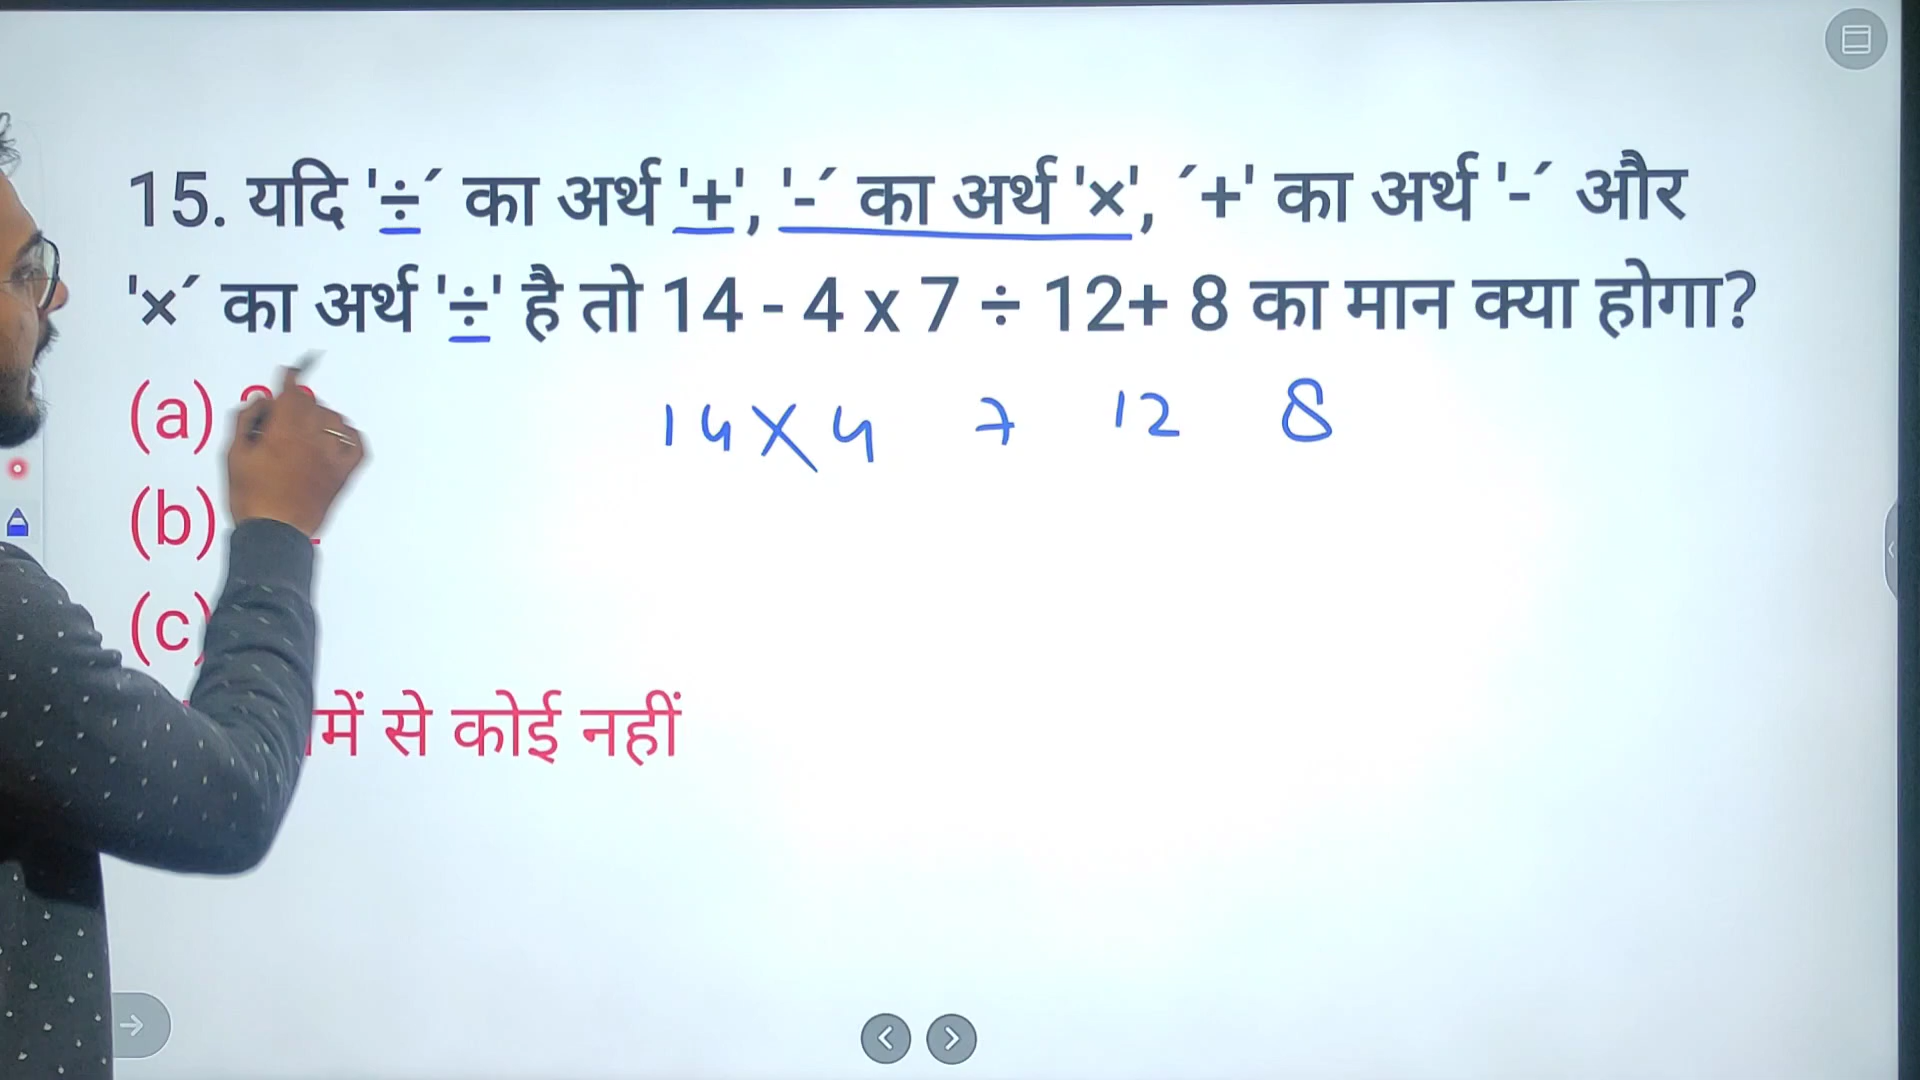 15. यदि '÷´ का अर्थ '+', '-´ का अर्थ '×', ´+' का अर्थ '-´ और
'×´ का अर्थ '÷' है तो 14 - 4 x 7 ÷ 12+ 8 का मान क्या होगा?
14 × 4 7 12 8
(a)
(b)
(c)
में से कोई नहीं